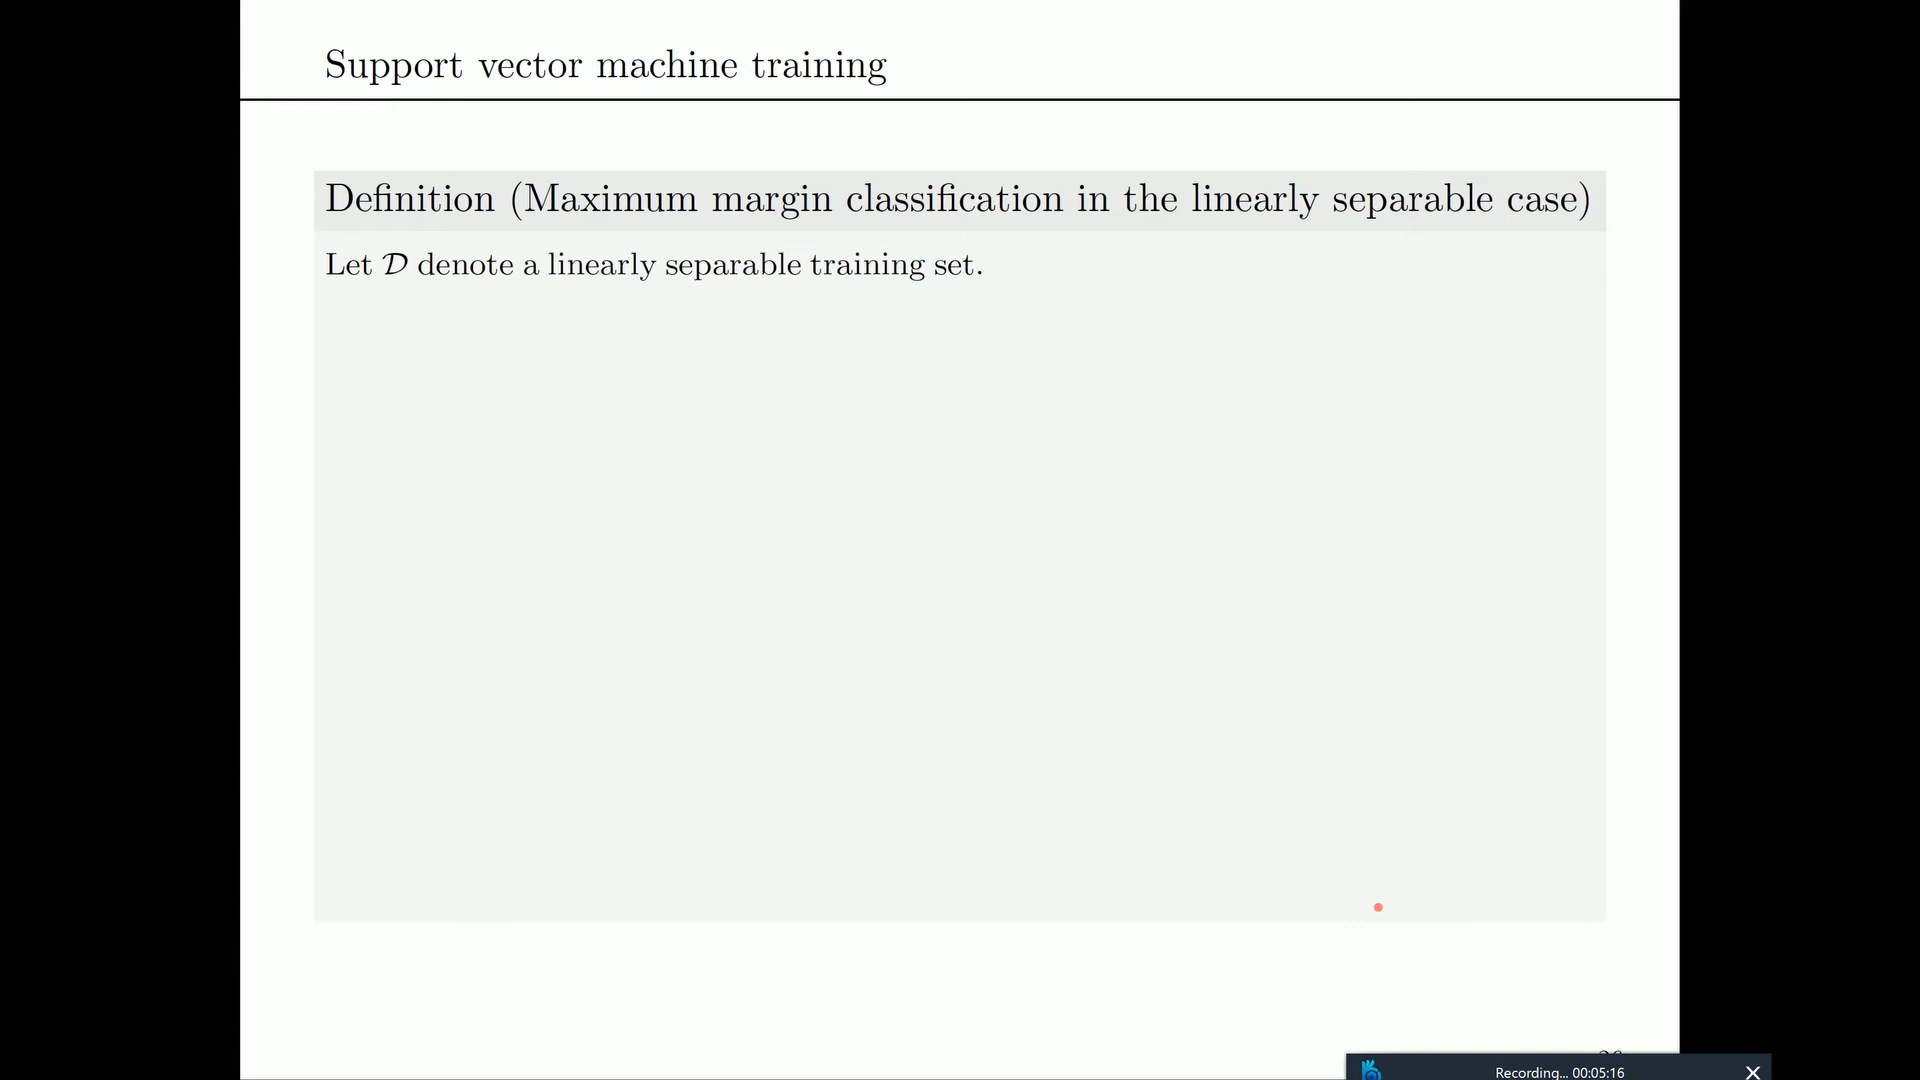 Support vector machine training
Definition (Maximum margin classification in the linearly separable case)
Let 𝒟 denote a linearly separable training set.
Recording... 00:05:16